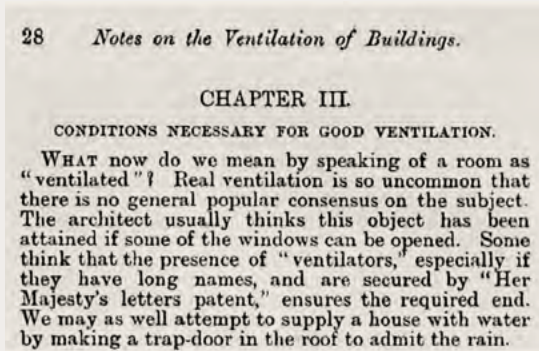 28 Notes on the Ventilation of Buildings.
CHAPTER III.
CONDITIONS NECESSARY FOR GOOD VENTILATION.
WHAT now do we mean by speaking of a room as
"ventilated"? Real ventilation is so uncommon that
there is no general popular consensus on the subject.
The architect usually thinks this object has been
attained if some of the windows can be opened. Some
think that the presence of "ventilators," especially if
they have long names, and are secured by "Her
Majesty's letters patent," ensures the required end.
We may as well attempt to supply a house with water
by making a trap-door in the roof to admit the rain.